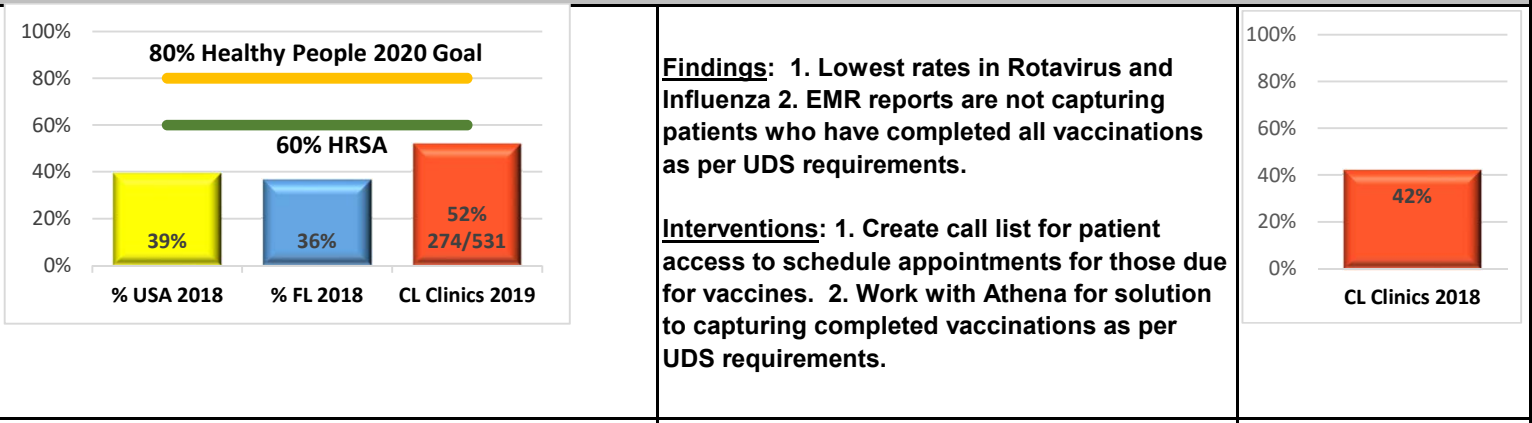 100%
80%
60%
40%
20%
0%
80% Healthy People 2020 Goal
60% HRSA
39%
36%
52%
274/531
% USA 2018
% FL 2018
CL Clinics 2019
Findings: 1. Lowest rates in Rotavirus and
Influenza 2. EMR reports are not capturing
patients who have completed all vaccinations
as per UDS requirements.
Interventions: 1. Create call list for patient
access to schedule appointments for those due
for vaccines. 2. Work with Athena for solution
to capturing completed vaccinations as per
UDS requirements.
100%
80%
60%
40%
20%
0%
42%
CL Clinics 2018